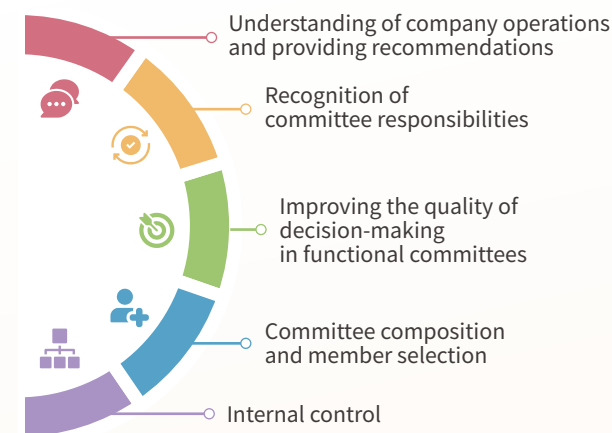 Understanding of company operations
and providing recommendations
Recognition of
committee responsibilities
Improving the quality of
decision-making
in functional committees
Committee composition
and member selection
Internal control